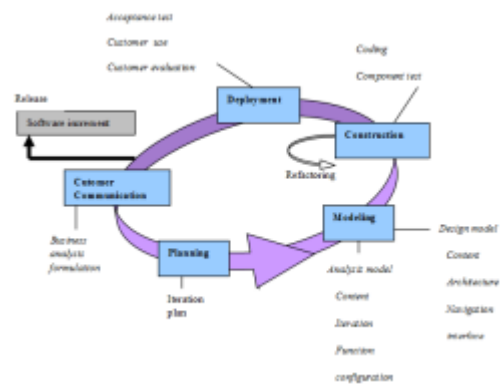 Acceptance test
Customer use
Customer evaluation
Coding
Component test
Deployment
Release
Software increment
Construction
Refactoring
Cutomer
Communication
Modeling
Design model
Business
analysis
formulation
Planning
Analysis model
Content
Content
Iteration
plan
Architecture
Iteration
Navigation
Function
interface
configuration